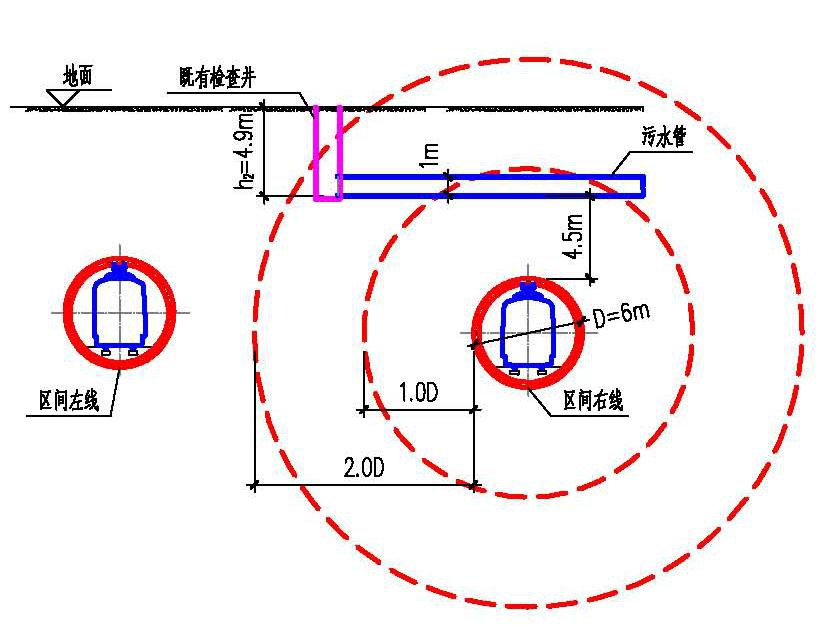 地面
既有检查井
污水管
h₂=4.9m
1m
4.5m
D=6m
区间左线
1.0D
区间右线
2.0D